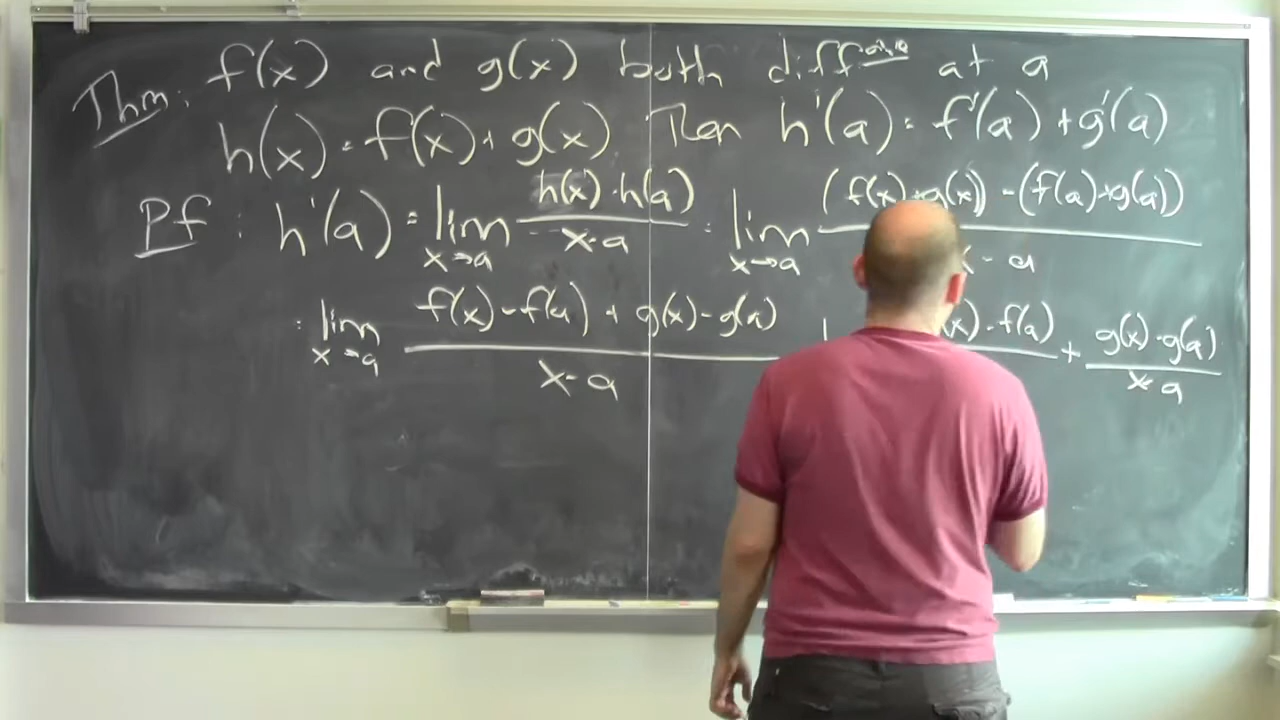 Thm: f(x) and g(x) both diff at a
h(x) = f(x) + g(x) Then h'(a) = f'(a) + g'(a)
Pf: h'(a) = lim x→a h(x) - h(a) / x-a = lim x→a (f(x)+g(x)) - (f(a)+g(a)) / x - a
= lim x→a f(x) - f(a) + g(x) - g(a) / x-a (x) - f(a) + g(x) - g(a) / x-a